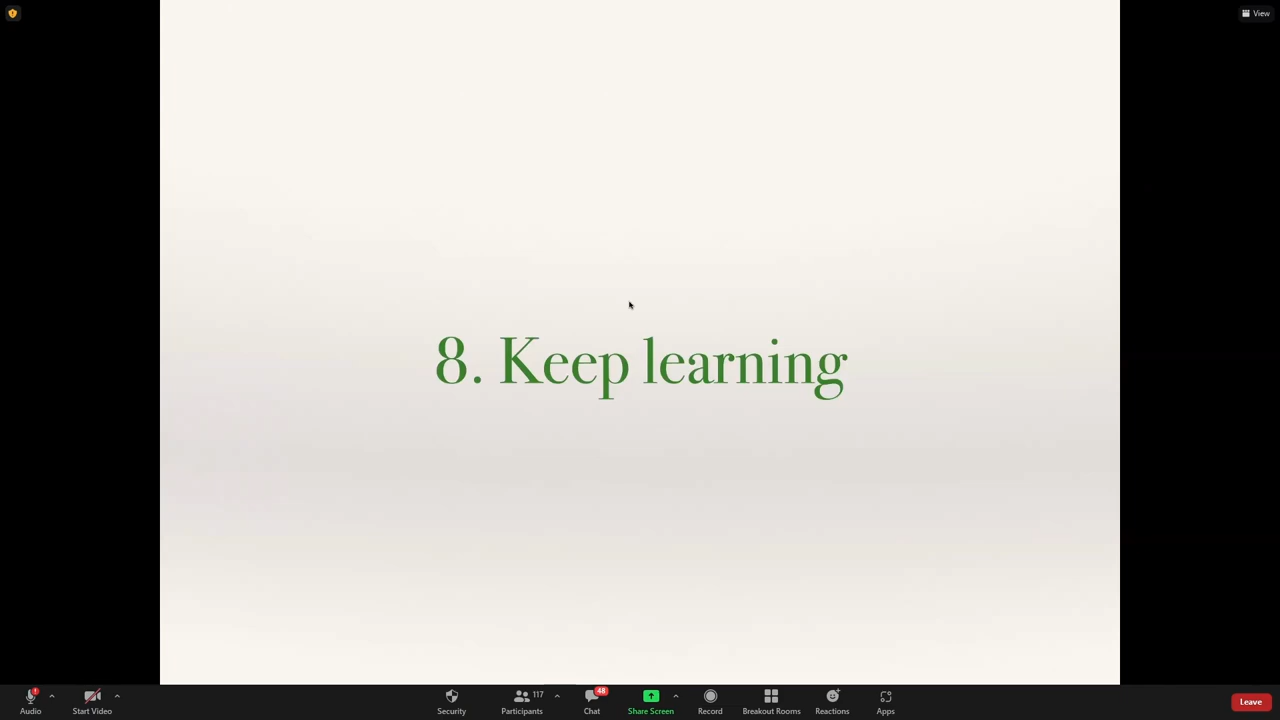 View
8. Keep learning
Audio
Start Video
Security
117
Participants
48
Chat
Share Screen
Record
Breakout Rooms
Reactions
Apps
Leave